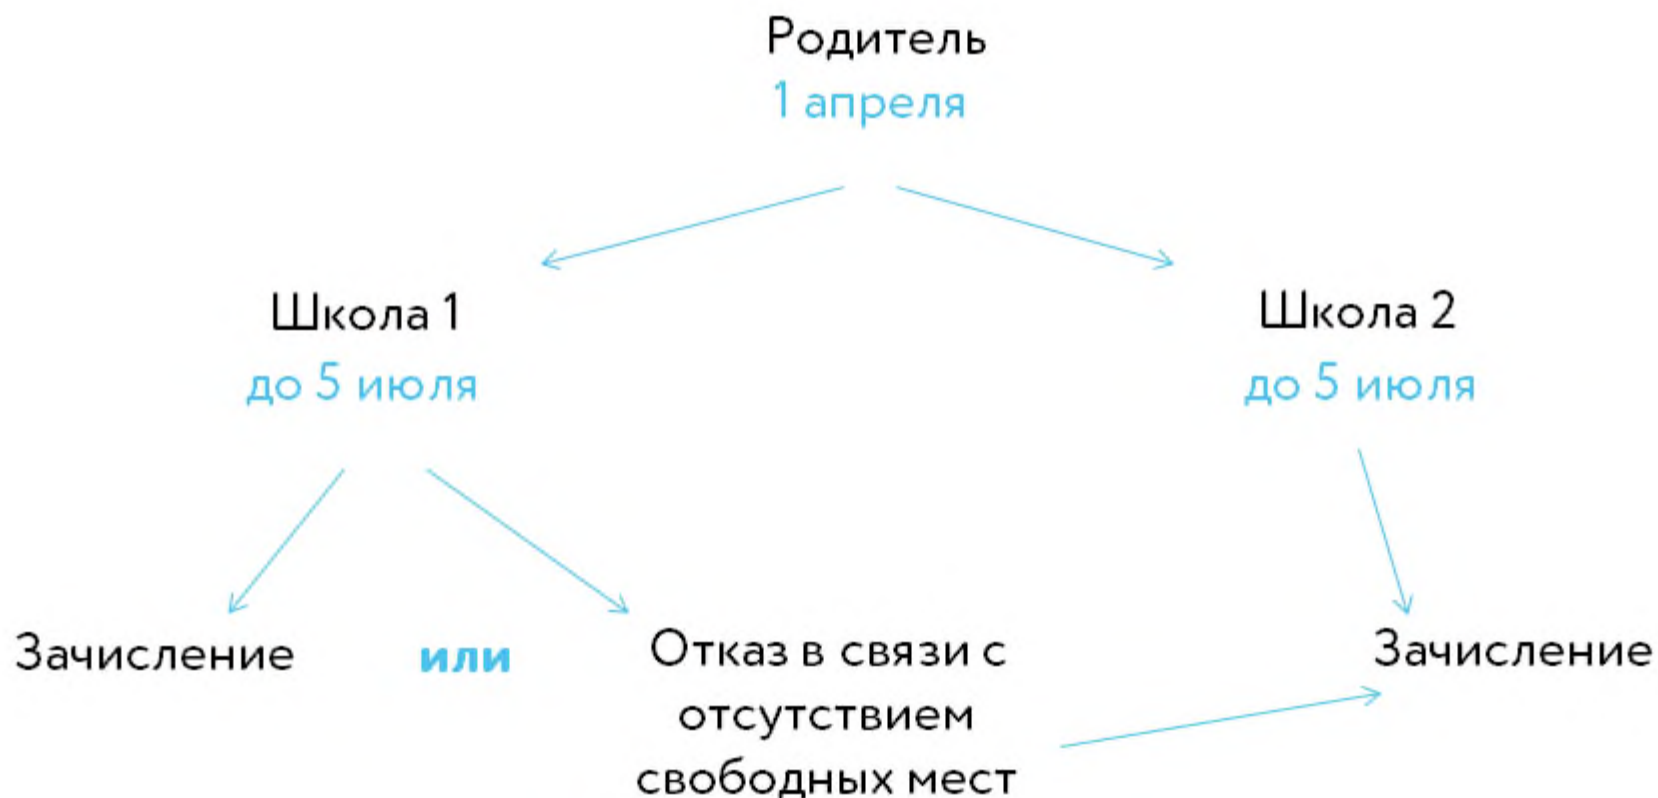 Родитель
1 апреля
Школа 1
до 5 июля
Школа 2
до 5 июля
Зачисление
или
Отказ в связи с
отсутствием
свободных мест
Зачисление